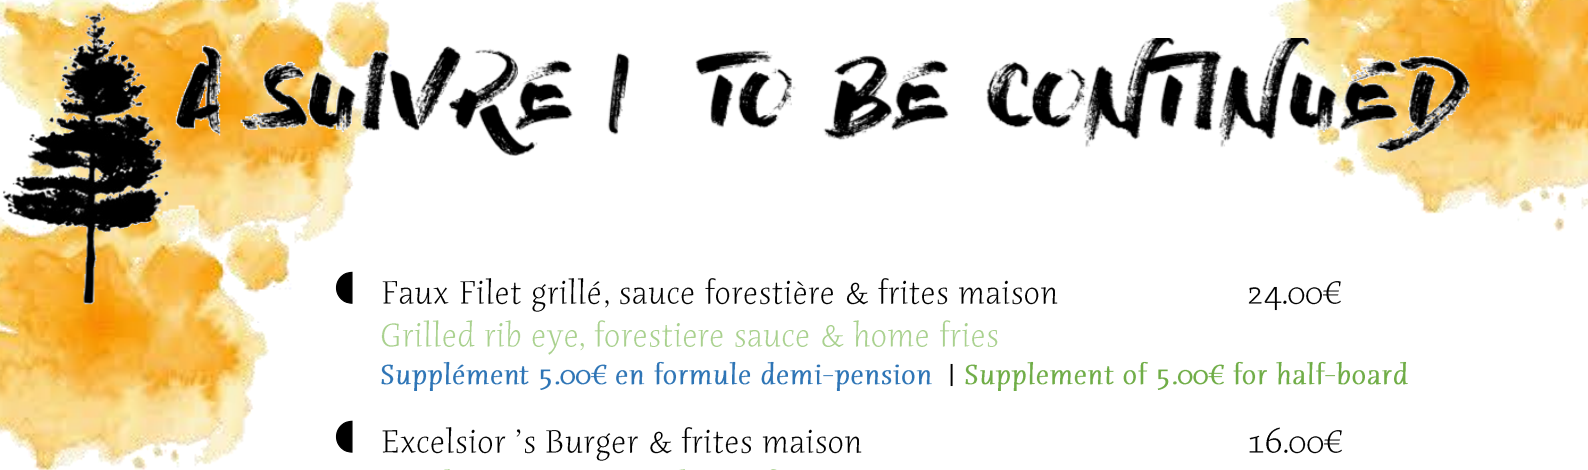 A SUIVRE | TO BE CONTINUED
Faux Filet grillé, sauce forestière & frites maison 24.00€
Grilled rib eye, forestiere sauce & home fries
Supplément 5.00€ en formule demi-pension | Supplement of 5.00€ for half-board
Excelsior ’s Burger & frites maison 16.00€